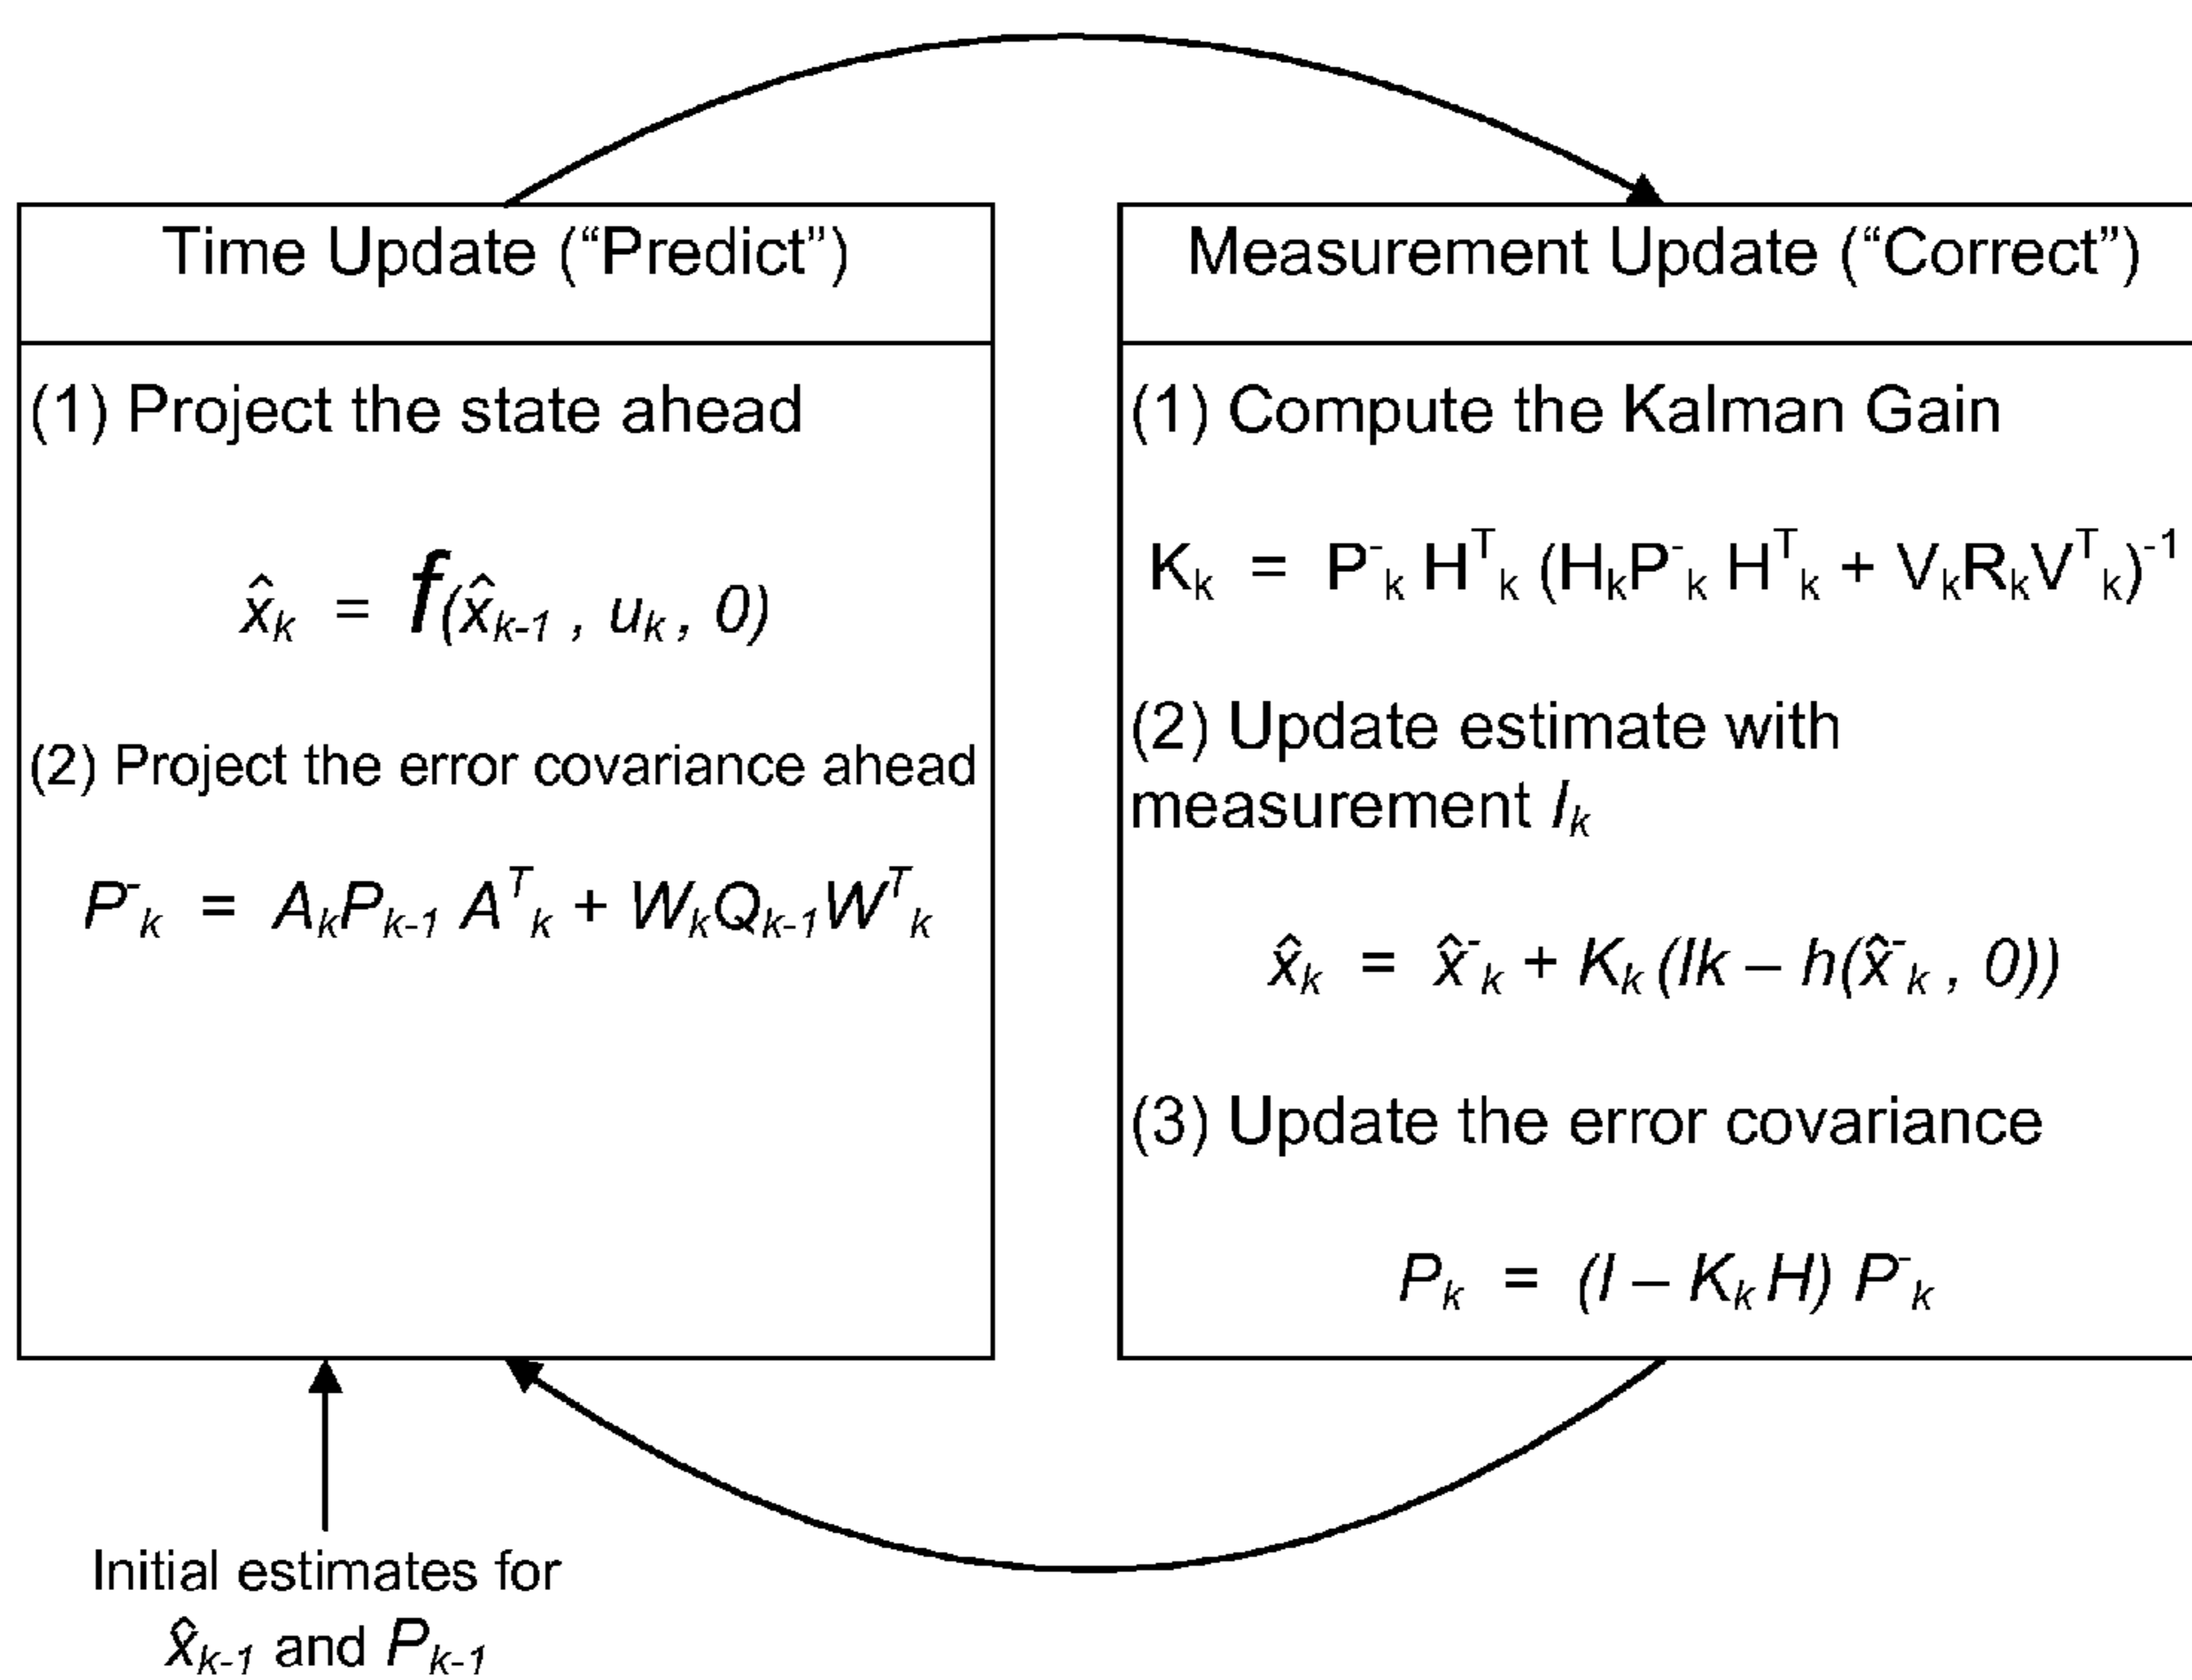 Time Update (“Predict”)
(1) Project the state ahead
x̂ₖ = f(x̂ₖ₋₁ , uₖ , 0)
(2) Project the error covariance ahead
P⁻ₖ = AₖPₖ₋₁ Aᵀₖ + WₖQₖ₋₁Wᵀₖ
Initial estimates for
x̂ₖ₋₁ and Pₖ₋₁
Measurement Update (“Correct”)
(1) Compute the Kalman Gain
Kₖ = P⁻ₖ Hᵀₖ (HₖP⁻ₖ Hᵀₖ + VₖRₖVᵀₖ)⁻¹
(2) Update estimate with
measurement Iₖ
x̂ₖ = x̂⁻ₖ + Kₖ (Ik – h(x̂⁻ₖ , 0))
(3) Update the error covariance
Pₖ = (I – Kₖ H) P⁻ₖ